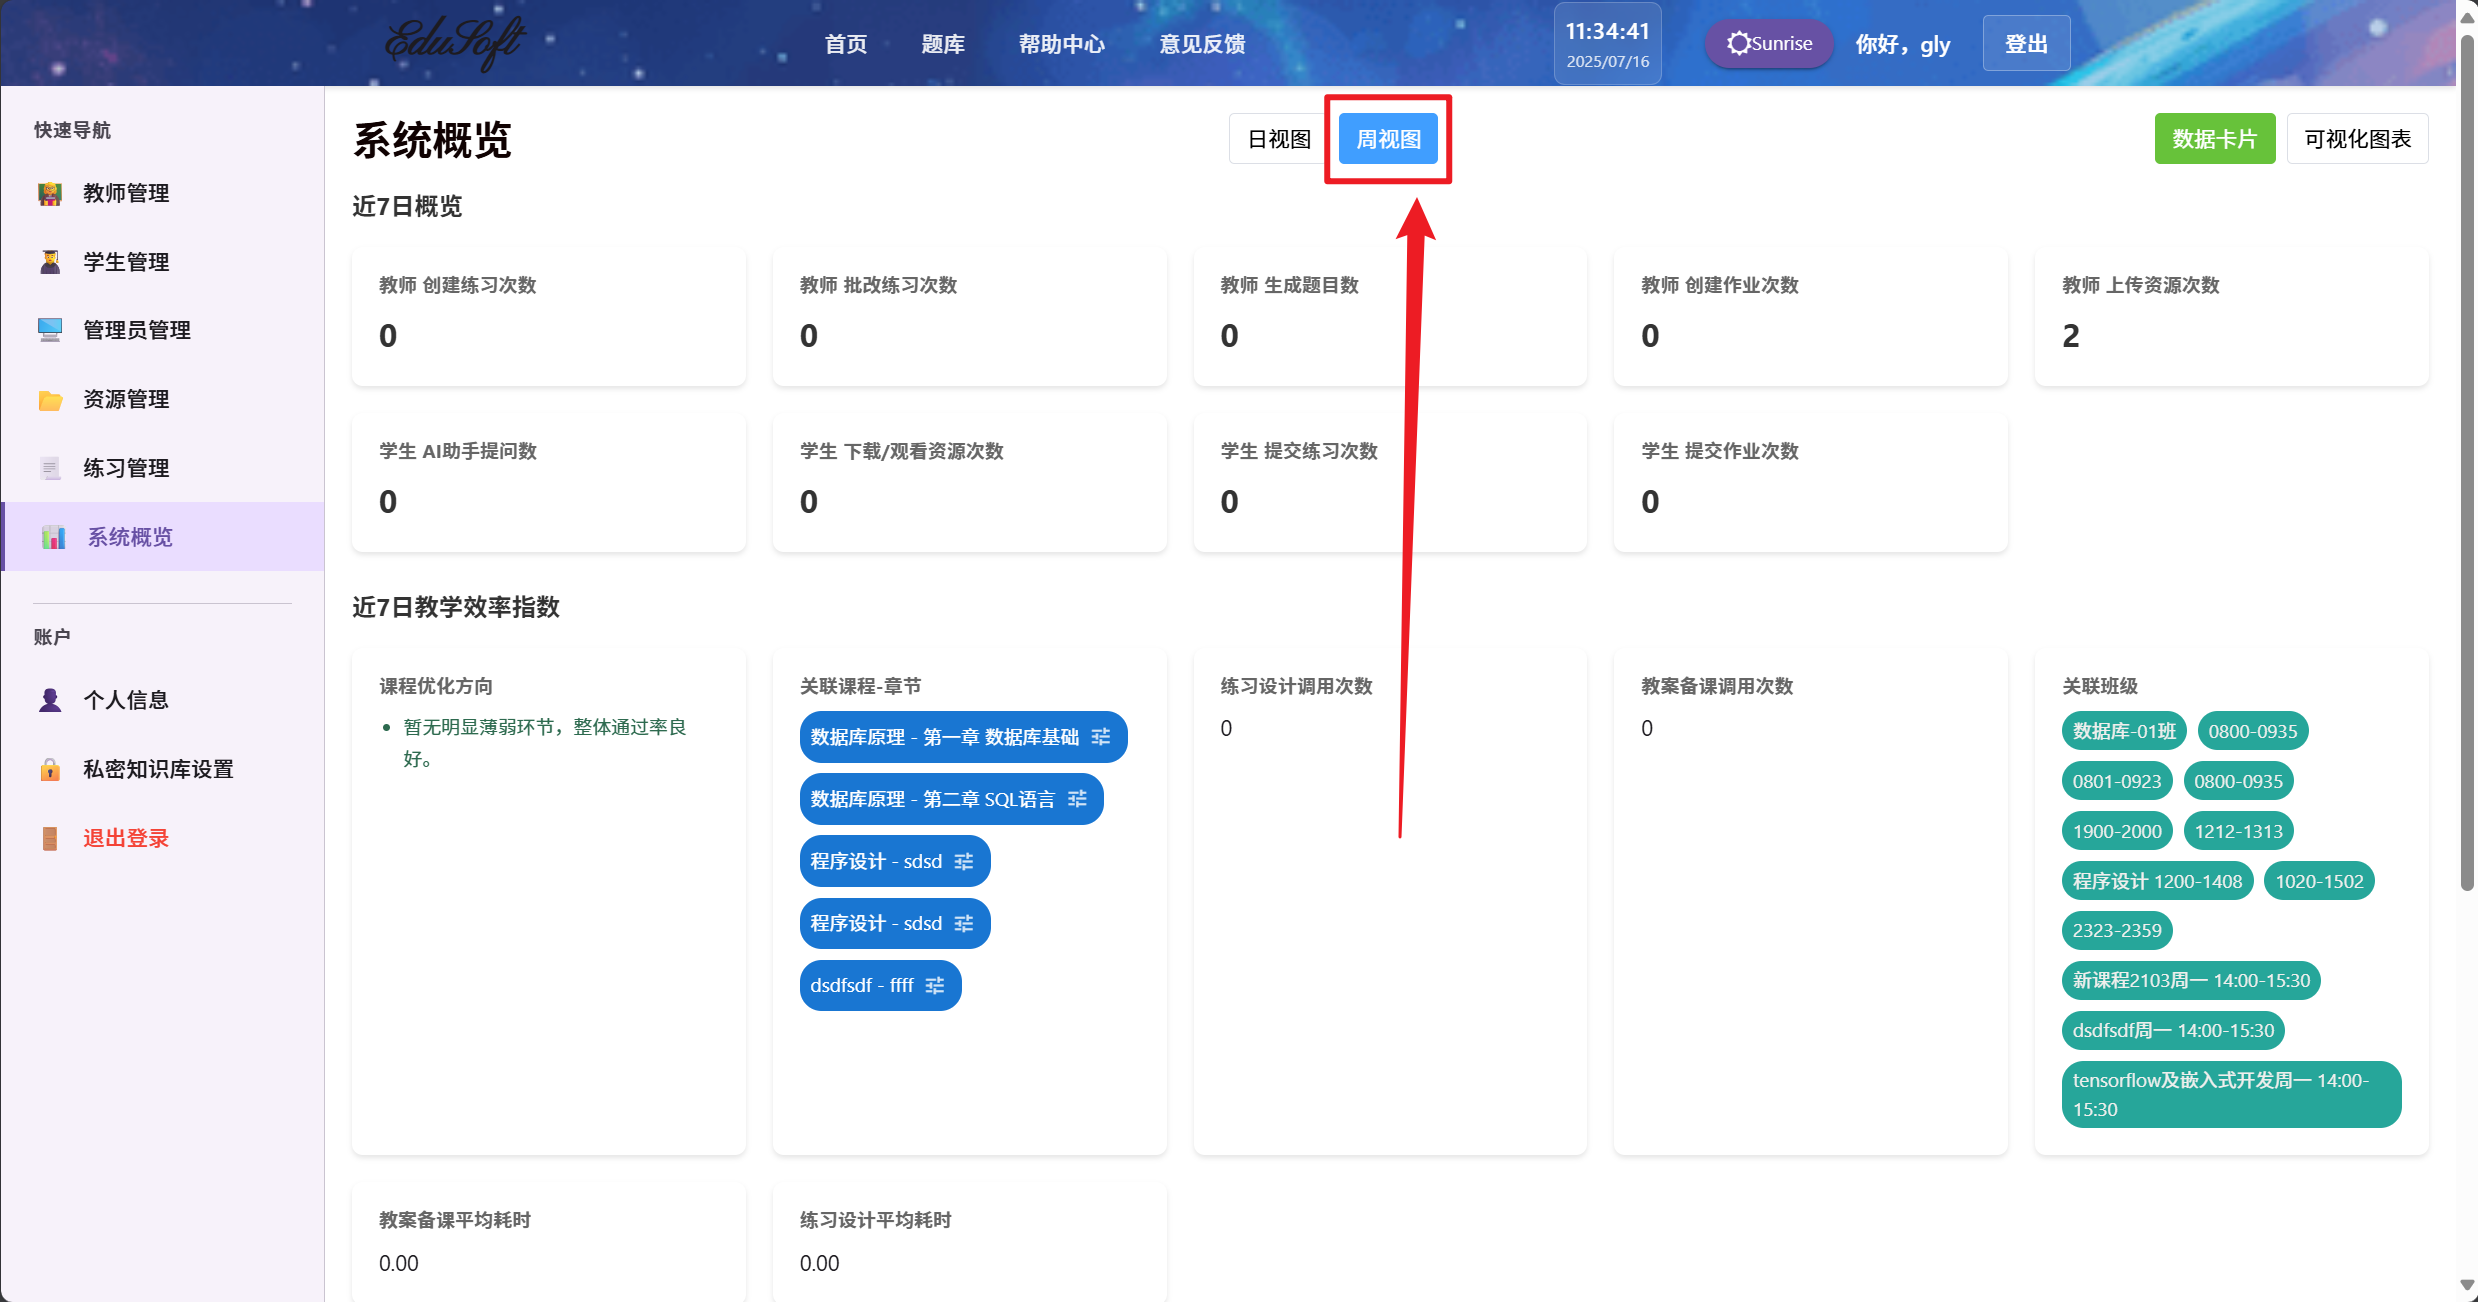 EduSoft
首页
题库
帮助中心
意见反馈
11:34:41
2025/07/16
Sunrise
你好，gly
登出
快速导航
教师管理
学生管理
管理员管理
资源管理
练习管理
系统概览
账户
个人信息
私密知识库设置
退出登录
系统概览
日视图
周视图
数据卡片
可视化图表
近7日概览
教师 创建练习次数
0
教师 批改练习次数
0
教师 生成题目数
0
教师 创建作业次数
0
教师 上传资源次数
2
学生 AI助手提问数
0
学生 下载/观看资源次数
0
学生 提交练习次数
0
学生 提交作业次数
0
近7日教学效率指数
课程优化方向
暂无明显薄弱环节，整体通过率良
好。
关联课程-章节
数据库原理 - 第一章 数据库基础
数据库原理 - 第二章 SQL语言
程序设计 - sdsd
程序设计 - sdsd
dsdfsdf - ffff
练习设计调用次数
0
教案备课调用次数
0
关联班级
数据库-01班
0800-0935
0801-0923
0800-0935
1900-2000
1212-1313
程序设计 1200-1408
1020-1502
2323-2359
新课程2103周一 14:00-15:30
dsdfsdf周一 14:00-15:30
tensorflow及嵌入式开发周一 14:00-
15:30
教案备课平均耗时
0.00
练习设计平均耗时
0.00